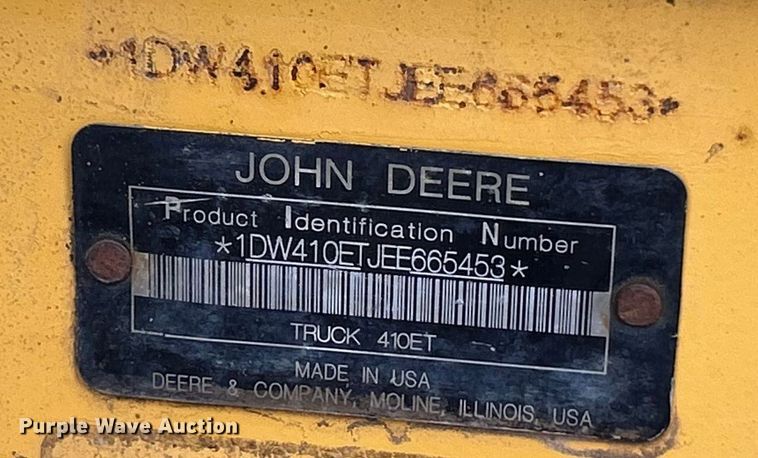 *1DW410ETJEE665453*
JOHN DEERE
Product Identification Number
*1DW410ETJEE665453*
TRUCK 410ET
MADE IN USA
DEERE & COMPANY, MOLINE, ILLINOIS, USA
Purple Wave Auction